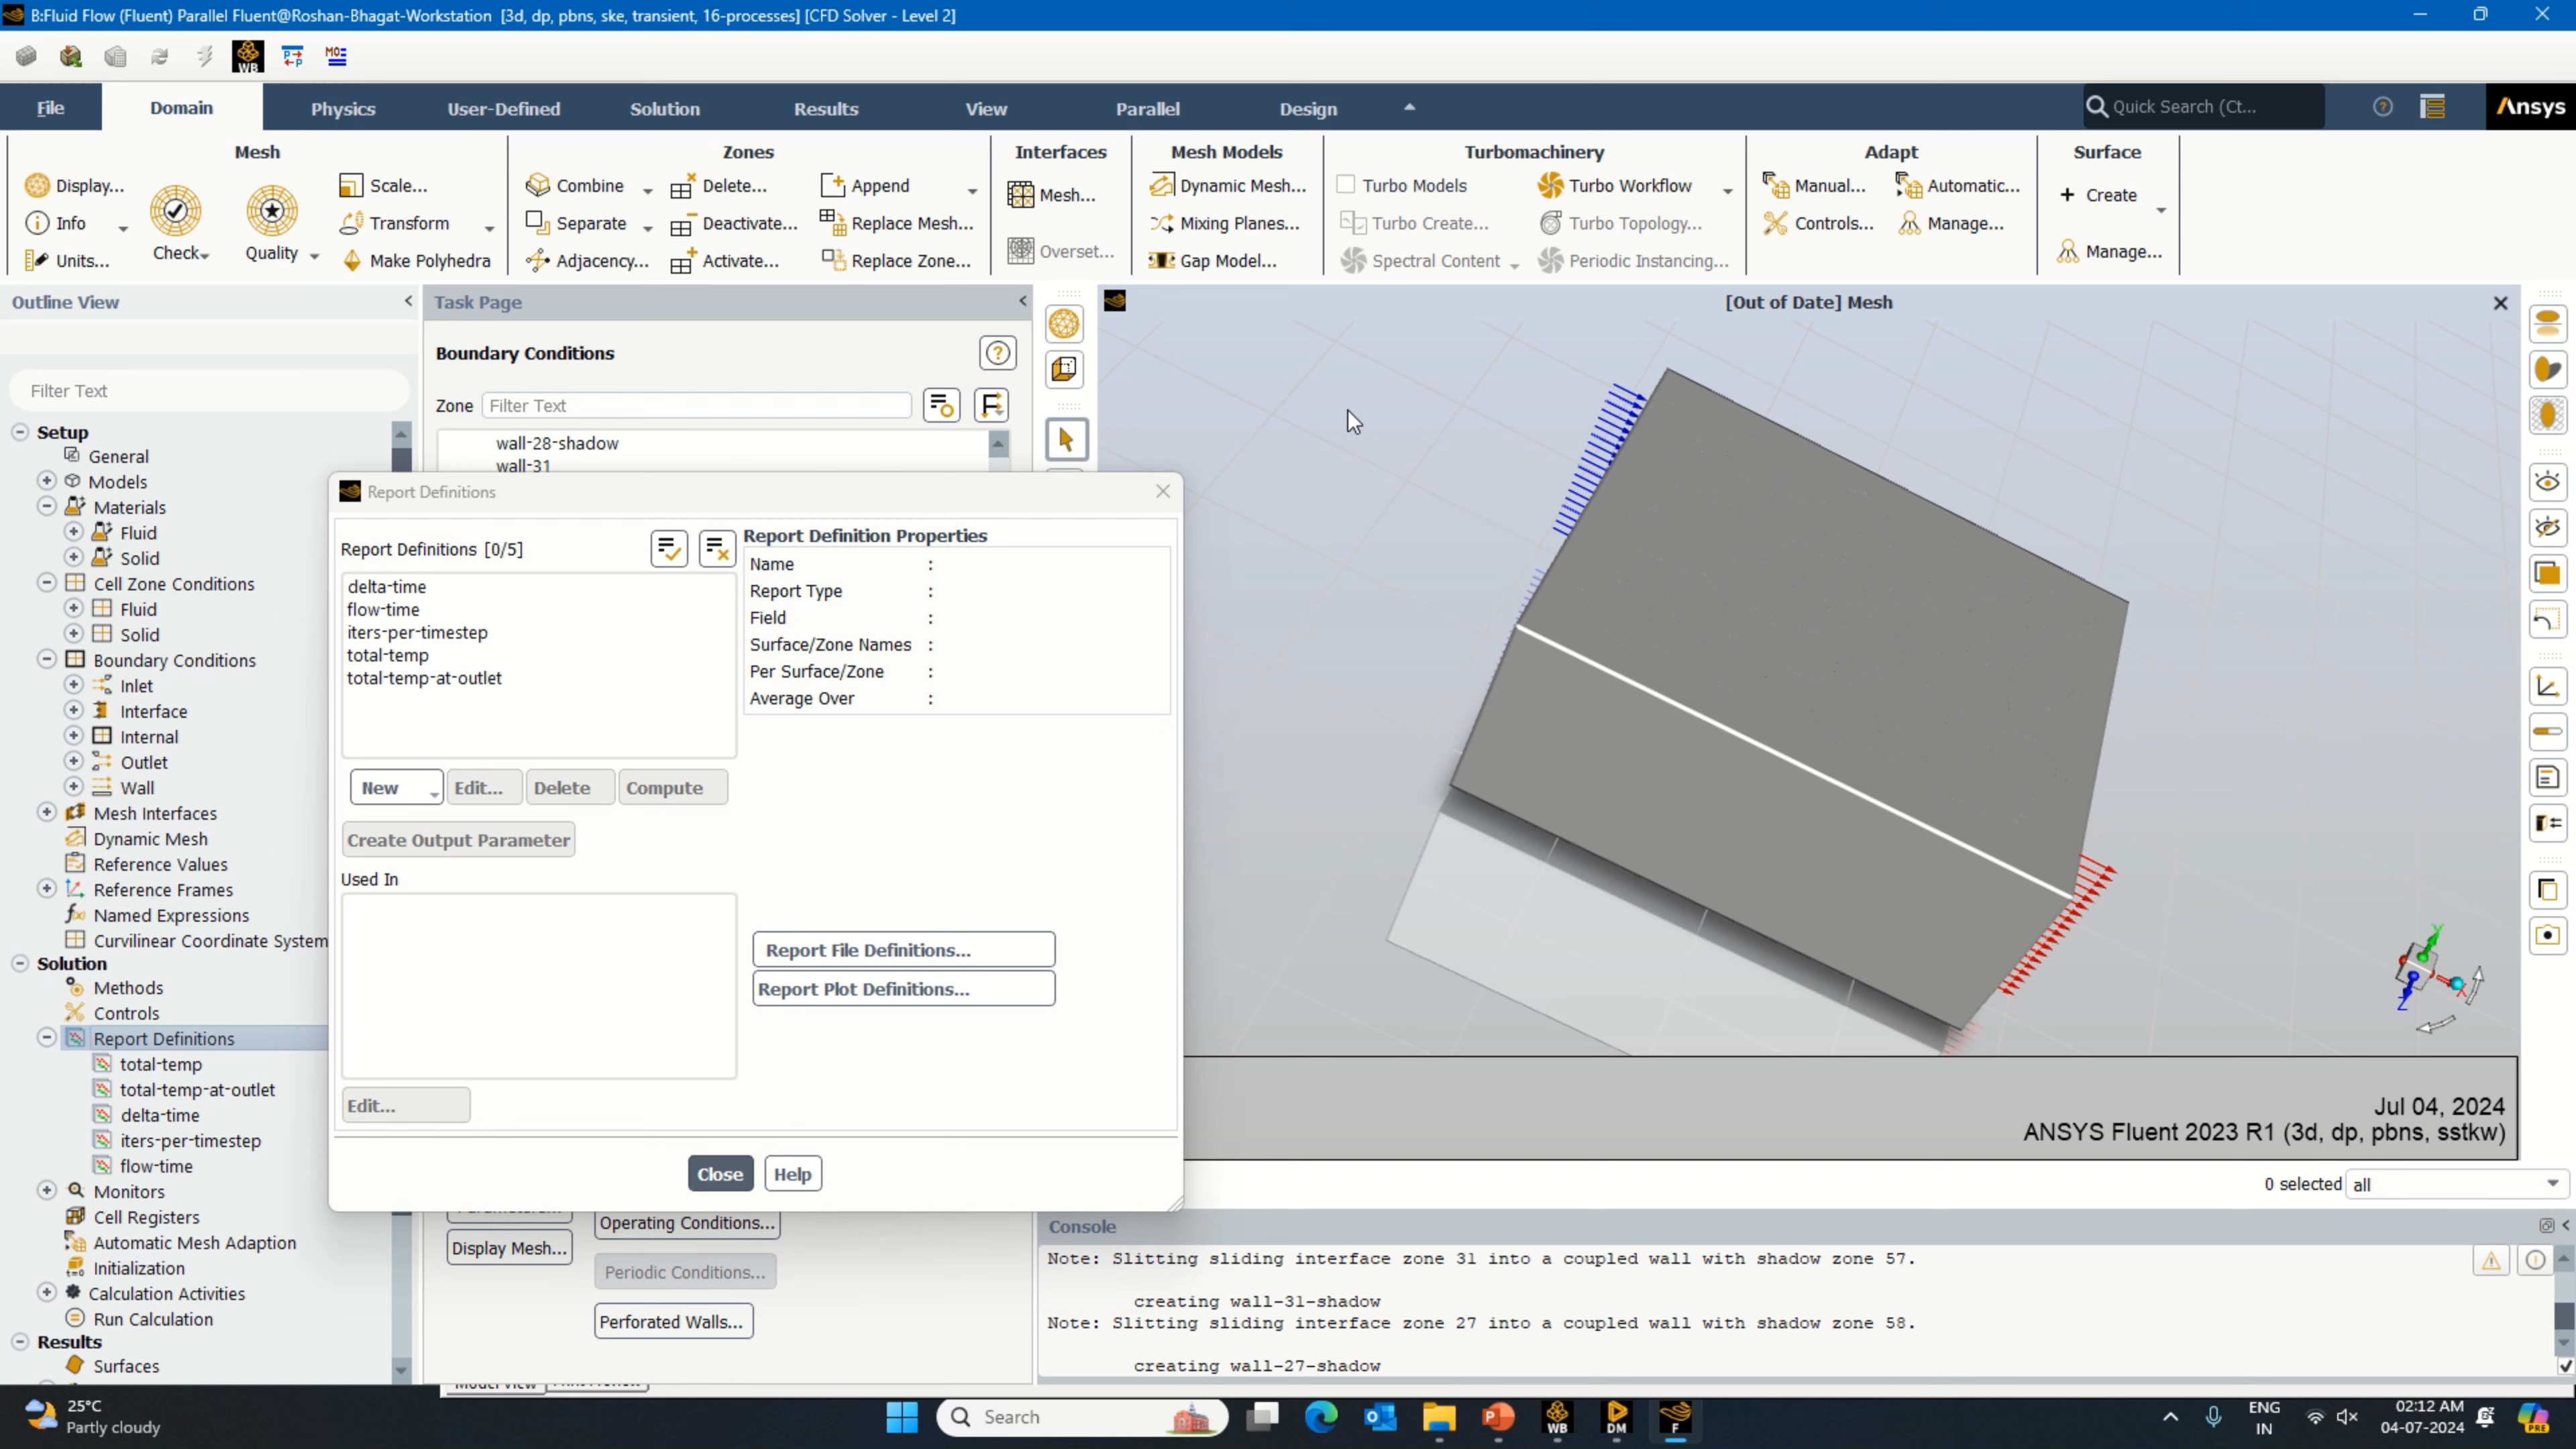 B:Fluid Flow (Fluent) Parallel Fluent@Roshan-Bhagat-Workstation [3d, dp, pbns, ske, transient, 16-processes] [CFD Solver - Level 2]
WB
File Domain Physics User-Defined Solution Results View Parallel Design Quick Search (Ct... Ansys
Mesh Zones Interfaces Mesh Models Turbomachinery Adapt Surface
Display... Scale... Combine Delete... Append Mesh... Dynamic Mesh... Turbo Models Turbo Workflow Manual... Automatic... Create
Info Transform Separate Deactivate... Replace Mesh... Mixing Planes... Turbo Create... Turbo Topology... Controls... Manage...
Check Quality Overset... Manage...
Units... Make Polyhedra Adjacency... Activate... Replace Zone... Gap Model... Spectral Content Periodic Instancing...
Outline View
Filter Text
Setup
General
Models
Materials
Fluid
Solid
Cell Zone Conditions
Fluid
Solid
Boundary Conditions
Inlet
Interface
Internal
Outlet
Wall
Mesh Interfaces
Dynamic Mesh
Reference Values
Reference Frames
Named Expressions
Curvilinear Coordinate System
Solution
Methods
Controls
Report Definitions
total-temp
total-temp-at-outlet
delta-time
iters-per-timestep
flow-time
Monitors
Cell Registers
Automatic Mesh Adaption
Initialization
Calculation Activities
Run Calculation
Results
Surfaces
Task Page
Boundary Conditions
Zone Filter Text
wall-28-shadow
wall-31
Report Definitions
Report Definitions [0/5]
delta-time
flow-time
iters-per-timestep
total-temp
total-temp-at-outlet
New Edit... Delete Compute
Create Output Parameter
Used In
Edit...
Report Definition Properties
Name :
Report Type :
Field :
Surface/Zone Names :
Per Surface/Zone :
Average Over :
Report File Definitions...
Report Plot Definitions...
Close Help
Operating Conditions...
Display Mesh...
Periodic Conditions...
Perforated Walls...
[Out of Date] Mesh
Y
X
Z
Jul 04, 2024
ANSYS Fluent 2023 R1 (3d, dp, pbns, sstkw)
0 selected all
Console
Note: Slitting sliding interface zone 31 into a coupled wall with shadow zone 57.
creating wall-31-shadow
Note: Slitting sliding interface zone 27 into a coupled wall with shadow zone 58.
creating wall-27-shadow
25°C
Partly cloudy
Search
WB DM F
ENG
IN
02:12 AM
04-07-2024
PRE